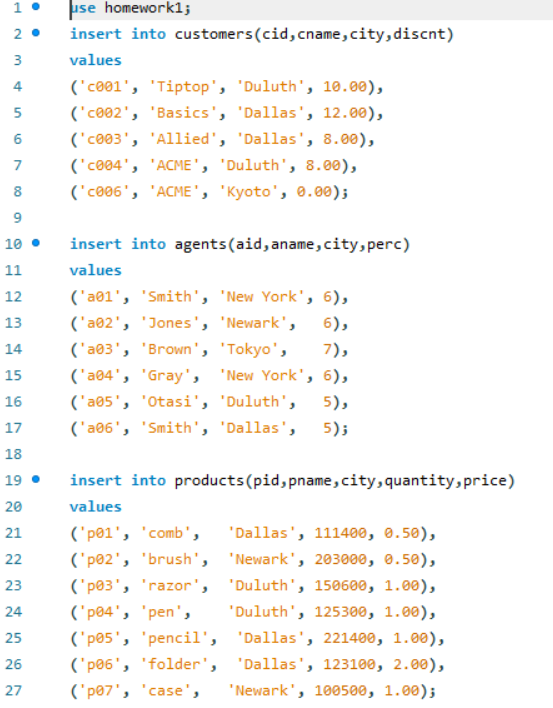 1 use homework1;
2 insert into customers(cid,cname,city,discnt)
3 values
4 ('c001', 'Tiptop', 'Duluth', 10.00),
5 ('c002', 'Basics', 'Dallas', 12.00),
6 ('c003', 'Allied', 'Dallas', 8.00),
7 ('c004', 'ACME', 'Duluth', 8.00),
8 ('c006', 'ACME', 'Kyoto', 0.00);
9
10 insert into agents(aid,aname,city,perc)
11 values
12 ('a01', 'Smith', 'New York', 6),
13 ('a02', 'Jones', 'Newark',   6),
14 ('a03', 'Brown', 'Tokyo',    7),
15 ('a04', 'Gray',  'New York', 6),
16 ('a05', 'Otasi', 'Duluth',   5),
17 ('a06', 'Smith', 'Dallas',   5);
18
19 insert into products(pid,pname,city,quantity,price)
20 values
21 ('p01', 'comb',   'Dallas', 111400, 0.50),
22 ('p02', 'brush',  'Newark', 203000, 0.50),
23 ('p03', 'razor',  'Duluth', 150600, 1.00),
24 ('p04', 'pen',    'Duluth', 125300, 1.00),
25 ('p05', 'pencil',  'Dallas', 221400, 1.00),
26 ('p06', 'folder',  'Dallas', 123100, 2.00),
27 ('p07', 'case',   'Newark', 100500, 1.00);